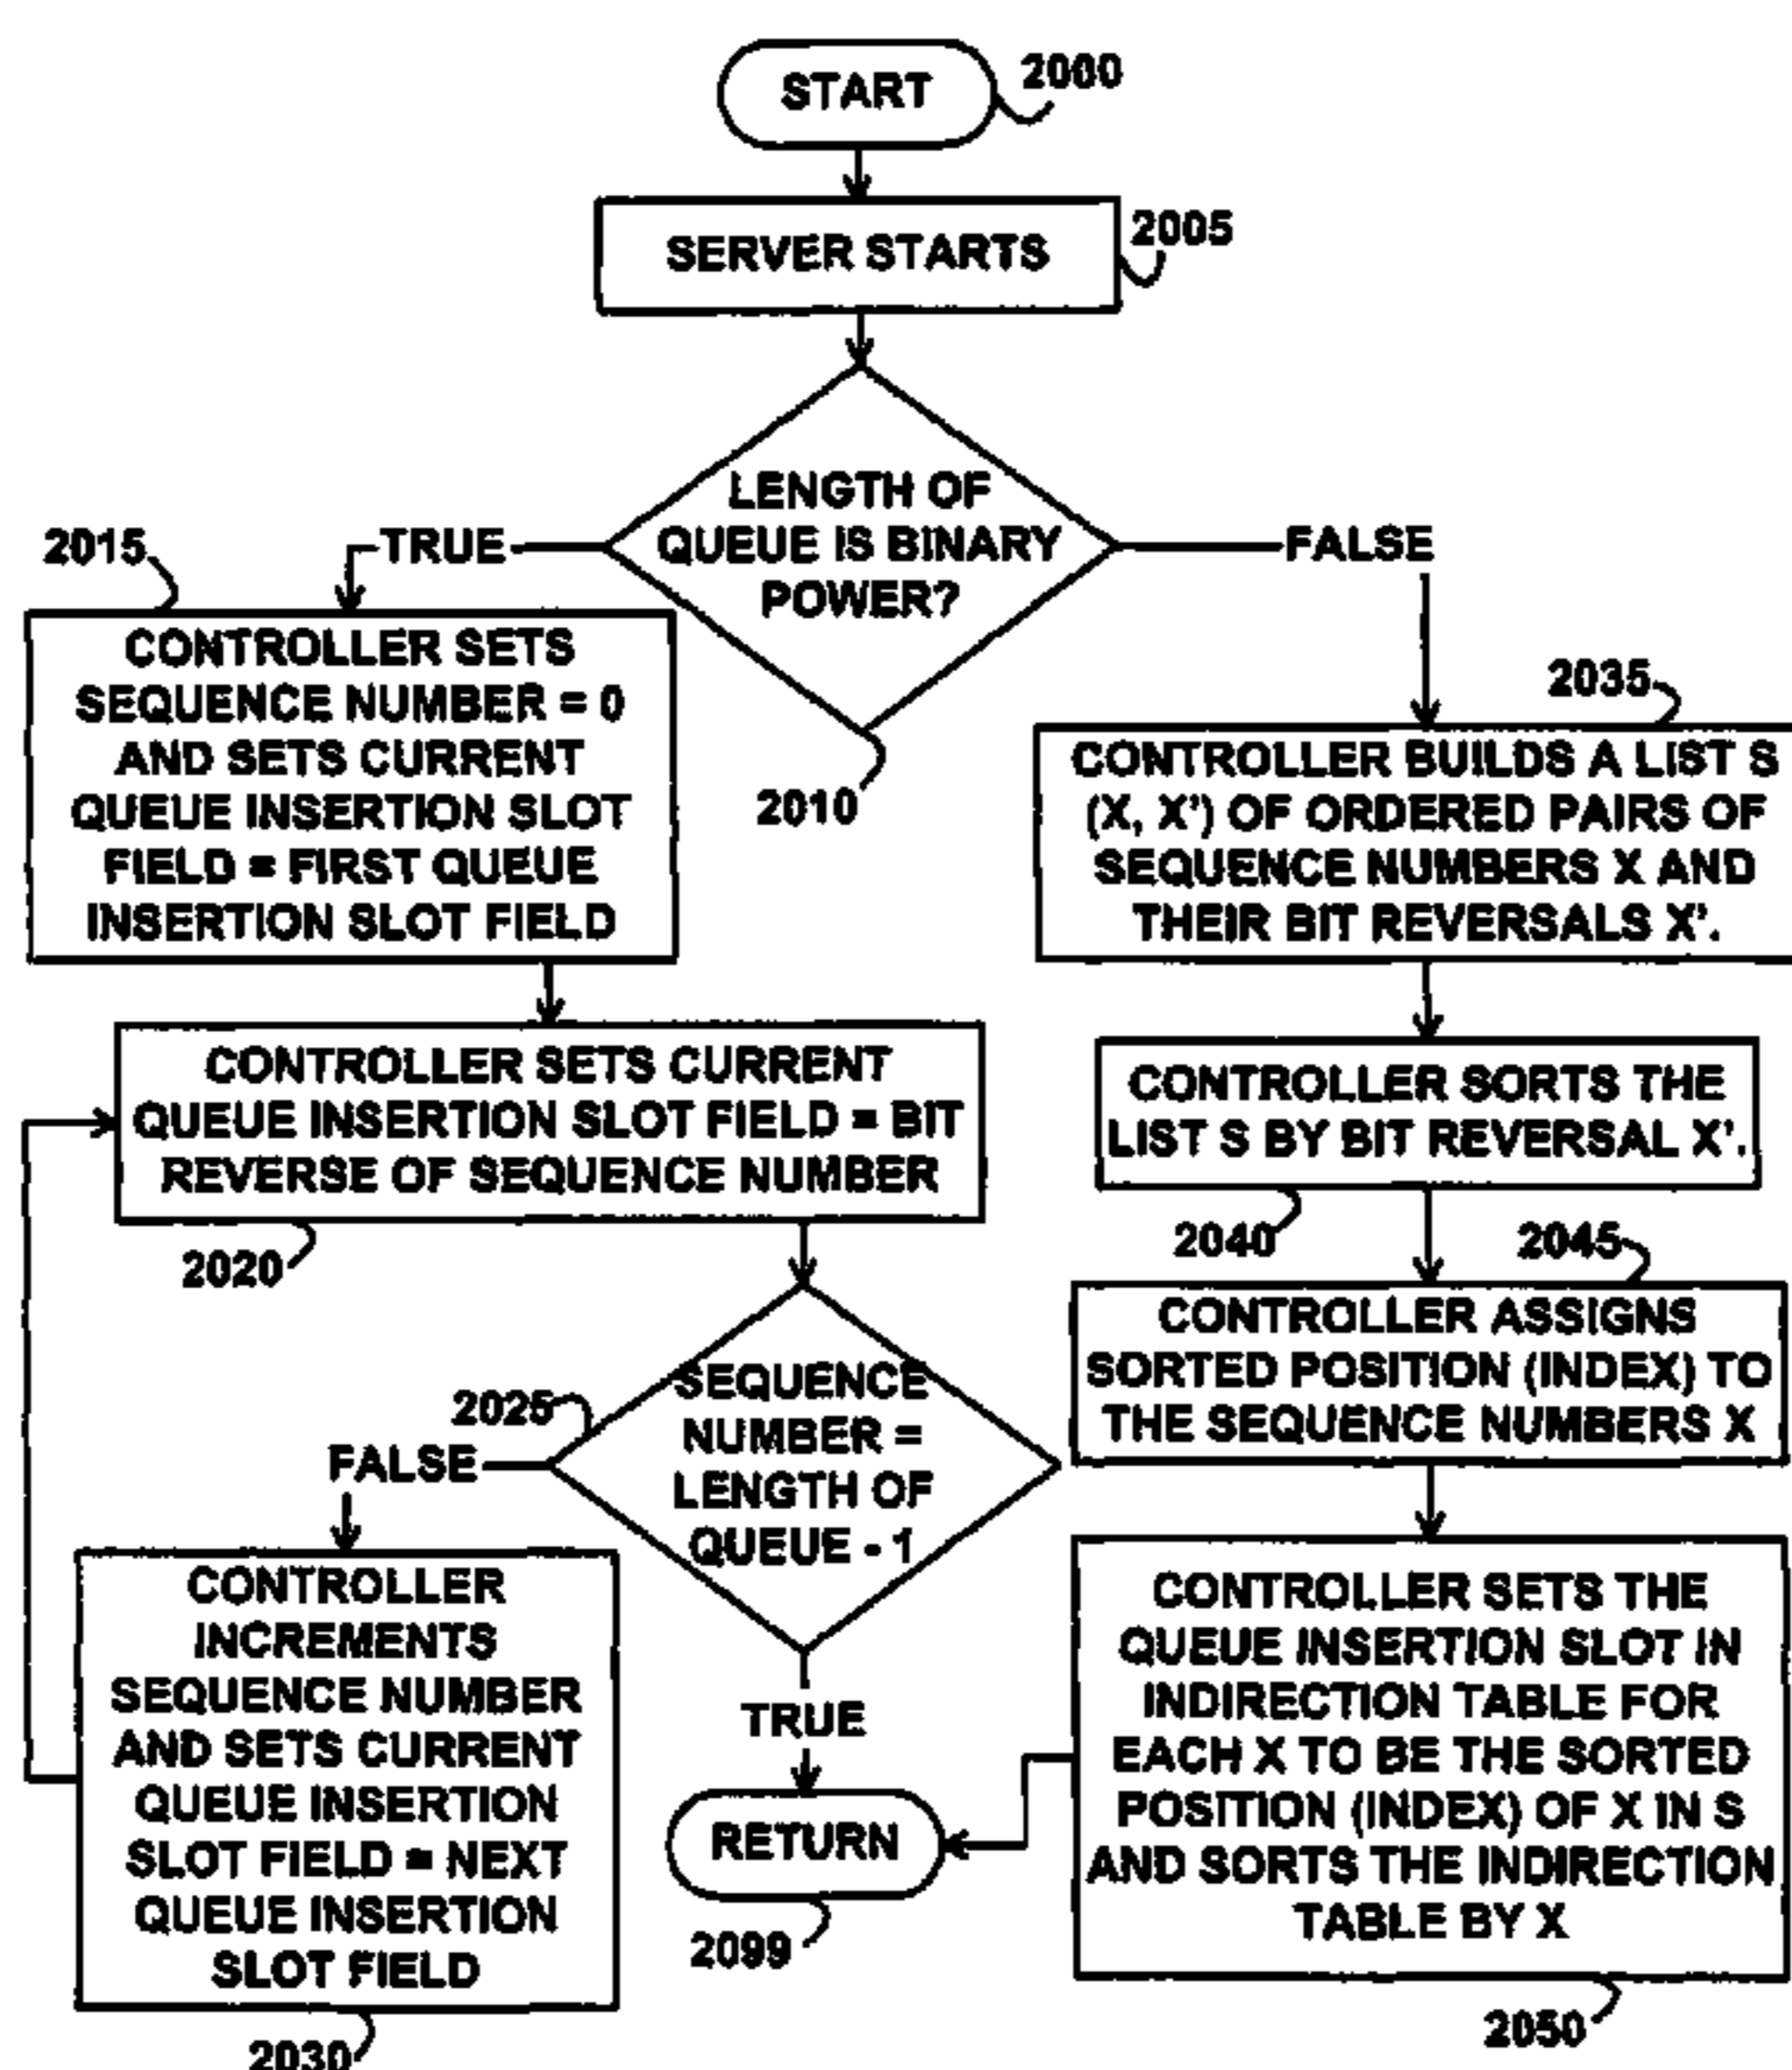 START
2000
SERVER STARTS
2005
LENGTH OF
QUEUE IS BINARY
POWER?
2010
TRUE
FALSE
2015
CONTROLLER SETS
SEQUENCE NUMBER = 0
AND SETS CURRENT
QUEUE INSERTION SLOT
FIELD = FIRST QUEUE
INSERTION SLOT FIELD
CONTROLLER SETS CURRENT
QUEUE INSERTION SLOT FIELD = BIT
REVERSE OF SEQUENCE NUMBER
2020
2025
SEQUENCE
NUMBER =
LENGTH OF
QUEUE - 1
FALSE
TRUE
CONTROLLER
INCREMENTS
SEQUENCE NUMBER
AND SETS CURRENT
QUEUE INSERTION
SLOT FIELD = NEXT
QUEUE INSERTION
SLOT FIELD
2030
RETURN
2099
2035
CONTROLLER BUILDS A LIST S
(X, X') OF ORDERED PAIRS OF
SEQUENCE NUMBERS X AND
THEIR BIT REVERSALS X'.
CONTROLLER SORTS THE
LIST S BY BIT REVERSAL X'.
2040
2045
CONTROLLER ASSIGNS
SORTED POSITION (INDEX) TO
THE SEQUENCE NUMBERS X
CONTROLLER SETS THE
QUEUE INSERTION SLOT IN
INDIRECTION TABLE FOR
EACH X TO BE THE SORTED
POSITION (INDEX) OF X IN S
AND SORTS THE INDIRECTION
TABLE BY X
2050